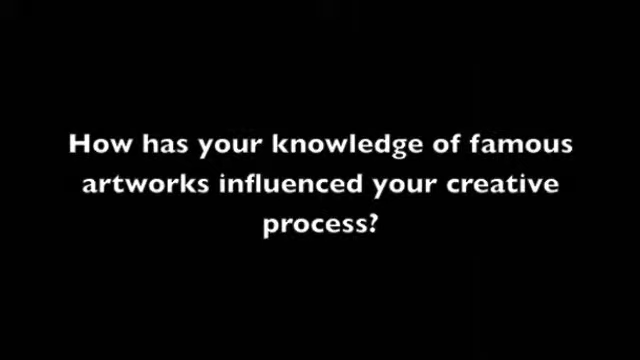 How has your knowledge of famous
artworks influenced your creative
process?